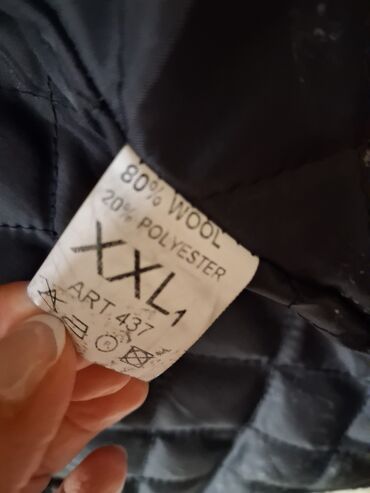 80% WOOL
20% POLYESTER
XXL1
ART 437